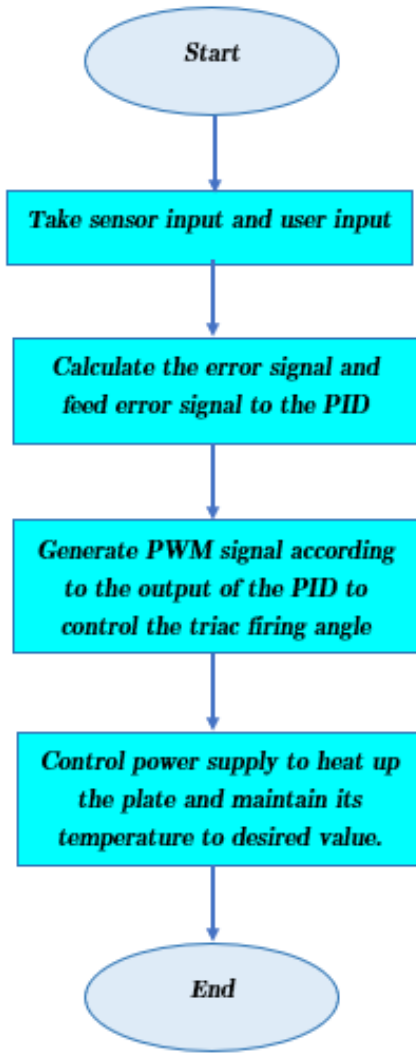 Start
Take sensor input and user input
Calculate the error signal and
feed error signal to the PID
Generate PWM signal according
to the output of the PID to
control the triac firing angle
Control power supply to heat up
the plate and maintain its
temperature to desired value.
End